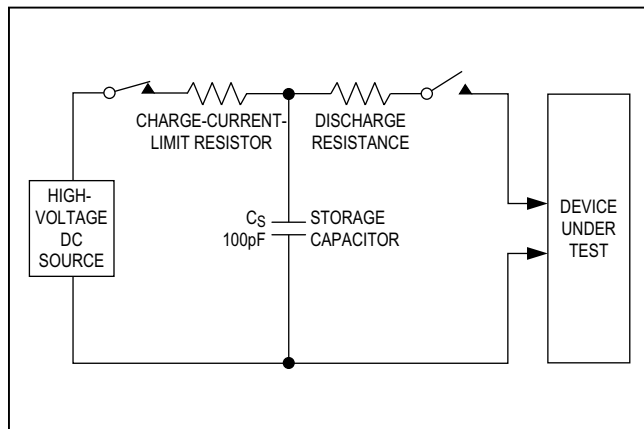 CHARGE-CURRENT-
LIMIT RESISTOR
DISCHARGE
RESISTANCE
HIGH-
VOLTAGE
DC
SOURCE
CS
100pF
STORAGE
CAPACITOR
DEVICE
UNDER
TEST